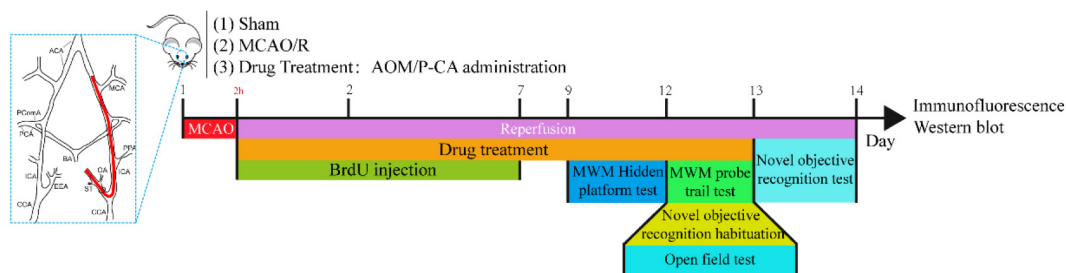 (1) Sham
(2) MCAO/R
(3) Drug Treatment: AOM/P-CA administration
ACA
MCA
PComA
PCA
BA
PPA
ICA
OA
ICA
EEA
ST
CCA
CCA
1
2h
2
7
9
12
13
14
Immunofluorescence
Western blot
Day
MCAO
Reperfusion
Drug treatment
BrdU injection
MWM Hidden
platform test
MWM probe
trail test
Novel objective
recognition test
Novel objective
recognition habituation
Open field test